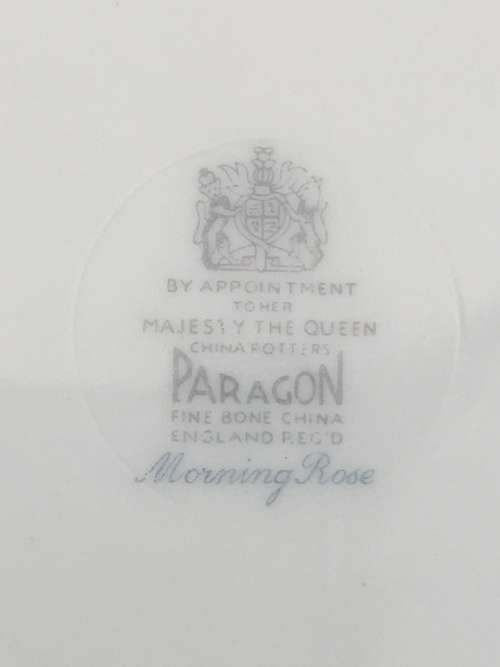 BY APPOINTMENT
TO HER
MAJESTY THE QUEEN
CHINA POTTERS
PARAGON
FINE BONE CHINA
ENGLAND REG'D
Morning Rose